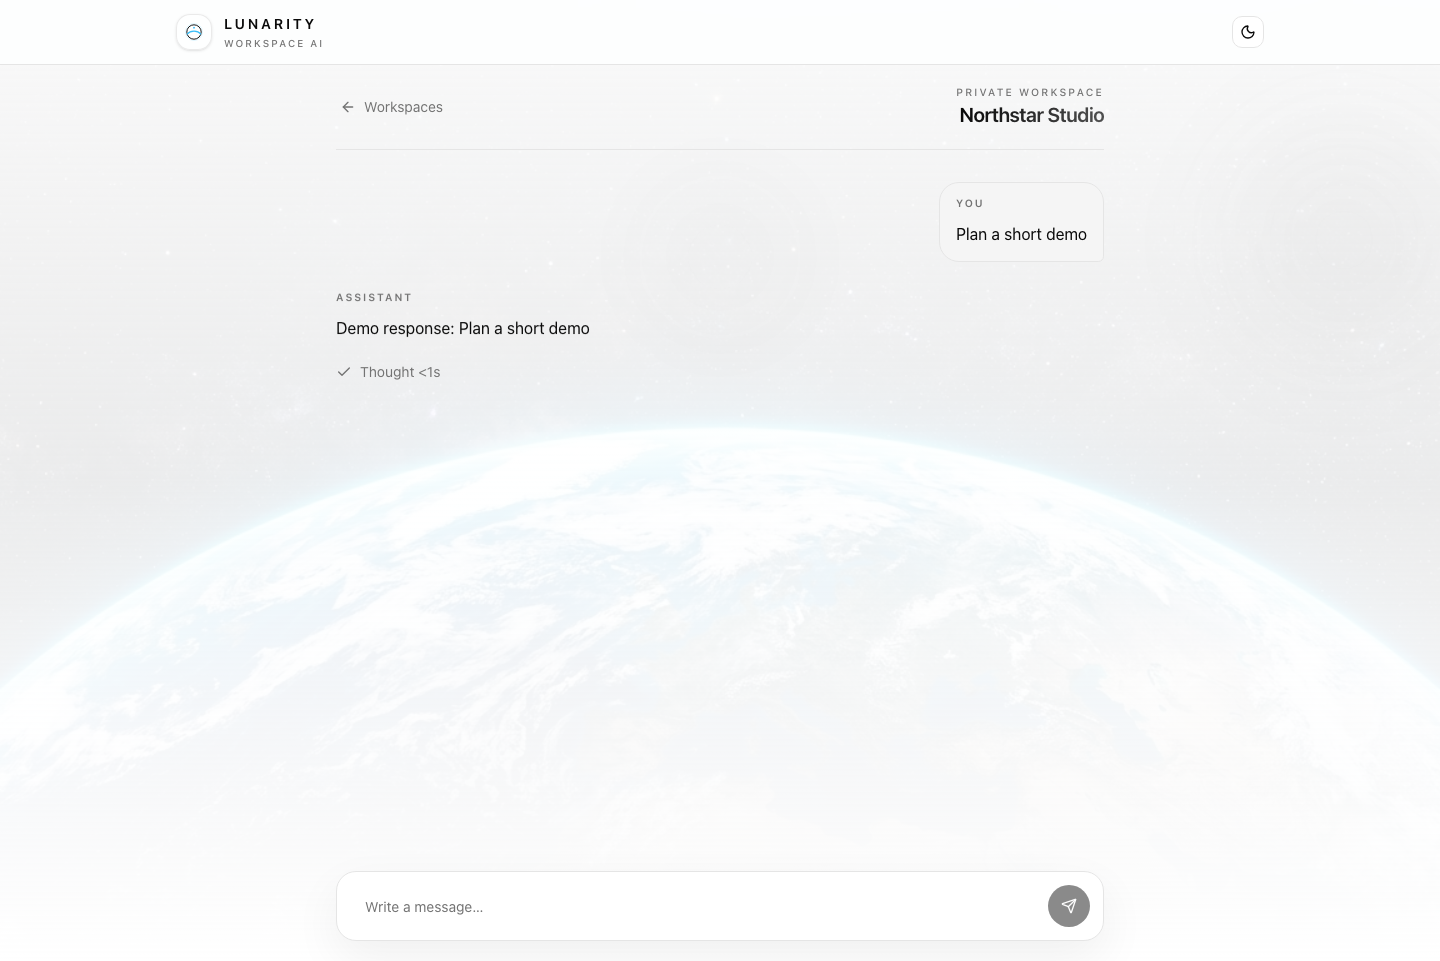 LUNARITY
WORKSPACE AI
Workspaces
PRIVATE WORKSPACE
Northstar Studio
YOU
Plan a short demo
ASSISTANT
Demo response: Plan a short demo
Thought <1s
Write a message...